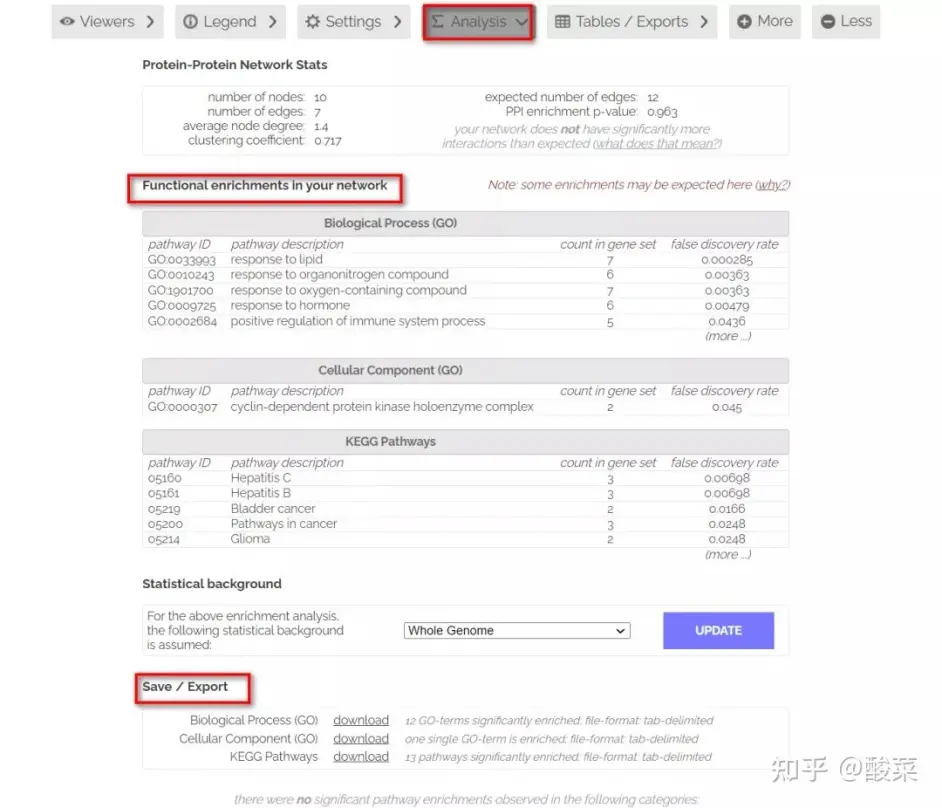 Viewers Legend Settings Analysis Tables / Exports More Less
Protein-Protein Network Stats
number of nodes: 10 expected number of edges: 12
number of edges: 7 PPI enrichment p-value: 0.963
average node degree: 1.4 your network does not have significantly more
clustering coefficient: 0.717 interactions than expected (what does that mean?)
Functional enrichments in your network Note: some enrichments may be expected here (why?)
Biological Process (GO)
pathway ID pathway description count in gene set false discovery rate
GO:0033993 response to lipid 7 0.000285
GO:0010243 response to organonitrogen compound 6 0.00363
GO:1901700 response to oxygen-containing compound 7 0.00363
GO:0009725 response to hormone 6 0.00479
GO:0002684 positive regulation of immune system process 5 0.0436
(more ...)
Cellular Component (GO)
pathway ID pathway description count in gene set false discovery rate
GO:0000307 cyclin-dependent protein kinase holoenzyme complex 2 0.045
KEGG Pathways
pathway ID pathway description count in gene set false discovery rate
05160 Hepatitis C 3 0.00698
05161 Hepatitis B 3 0.00698
05219 Bladder cancer 2 0.0166
05200 Pathways in cancer 3 0.0248
05214 Glioma 2 0.0248
(more ...)
Statistical background
For the above enrichment analysis,
the following statistical background Whole Genome UPDATE
is assumed:
Save / Export
Biological Process (GO) download 12 GO-terms significantly enriched; file-format: tab-delimited
Cellular Component (GO) download one single GO-term is enriched; file-format: tab-delimited
KEGG Pathways download 13 pathways significantly enriched; file-format: tab-delimited
知乎 @酸菜
there were no significant pathway enrichments observed in the following categories: